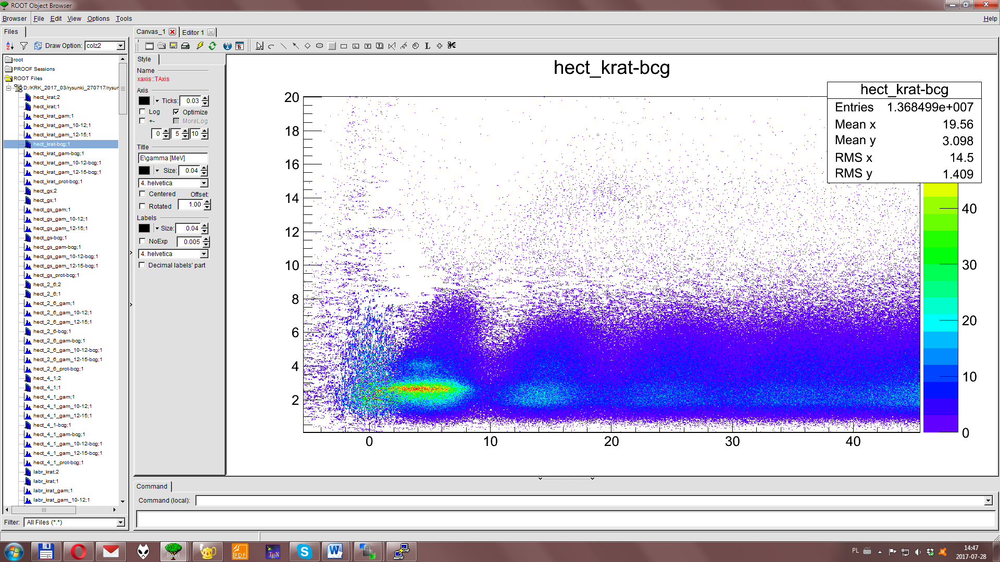 ROOT Object Browser
Browser File Edit View Options Tools Help
Files
Draw Option: colz2
root
PROOF Sessions
ROOT Files
D:/KRK_2017_03/rysunki_270717/rysun
hect_krat;2
hect_krat;1
hect_krat_gam;1
hect_krat_gam_10-12;1
hect_krat_gam_12-15;1
hect_krat-bcg;1
hect_krat_gam-bcg;1
hect_krat_gam_10-12-bcg;1
hect_krat_gam_12-15-bcg;1
hect_krat_prot-bcg;1
hect_gs;2
hect_gs;1
hect_gs_gam;1
hect_gs_gam_10-12;1
hect_gs_gam_12-15;1
hect_gs-bcg;1
hect_gs_gam-bcg;1
hect_gs_gam_10-12-bcg;1
hect_gs_gam_12-15-bcg;1
hect_gs_prot-bcg;1
hect_2_6;2
hect_2_6;1
hect_2_6_gam;1
hect_2_6_gam_10-12;1
hect_2_6_gam_12-15;1
hect_2_6-bcg;1
hect_2_6_gam-bcg;1
hect_2_6_gam_10-12-bcg;1
hect_2_6_gam_12-15-bcg;1
hect_2_6_prot-bcg;1
hect_4_1;2
hect_4_1;1
hect_4_1_gam;1
hect_4_1_gam_10-12;1
hect_4_1_gam_12-15;1
hect_4_1-bcg;1
hect_4_1_gam-bcg;1
hect_4_1_gam_10-12-bcg;1
hect_4_1_gam_12-15-bcg;1
hect_4_1_prot-bcg;1
labr_krat;2
labr_krat;1
labr_krat_gam;1
labr_krat_gam_10-12;1
Filter: All Files (*.*)
Canvas_1 Editor 1
Style
Name
xaxis::TAxis
Axis
Ticks: 0.03
Log Optimize
+- MoreLog
0 5 10
Title
E\gamma [MeV]
Size: 0.04
4. helvetica
Centered Offset:
Rotated 1.00
Labels
Size: 0.04
NoExp 0.005
4. helvetica
Decimal labels' part
hect_krat-bcg
hect_krat-bcg
Entries 1.368499e+007
Mean x 19.56
Mean y 3.098
RMS x 14.5
RMS y 1.409
20
18
16
14
12
10
8
6
4
2
0 10 20 30 40
40
30
20
10
0
Command
Command (local):
64
Root
PDF
TEX
S
W
PL
14:47
2017-07-28